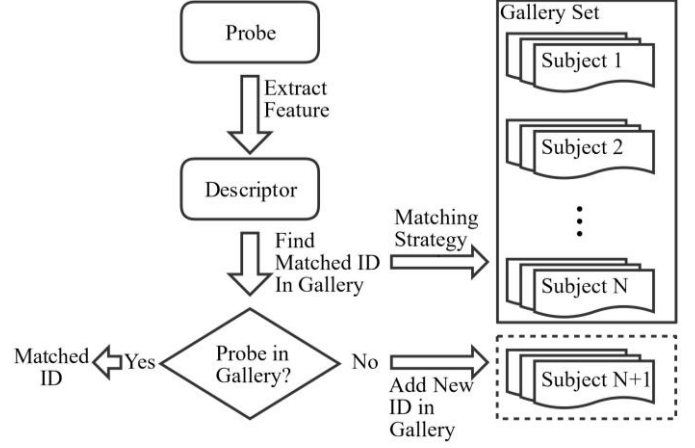 Probe
Extract
Feature
Descriptor
Find
Matched ID
In Gallery
Matching
Strategy
Gallery Set
Subject 1
Subject 2
Subject N
Probe in
Gallery?
Yes
Matched
ID
No
Add New
ID in
Gallery
Subject N+1